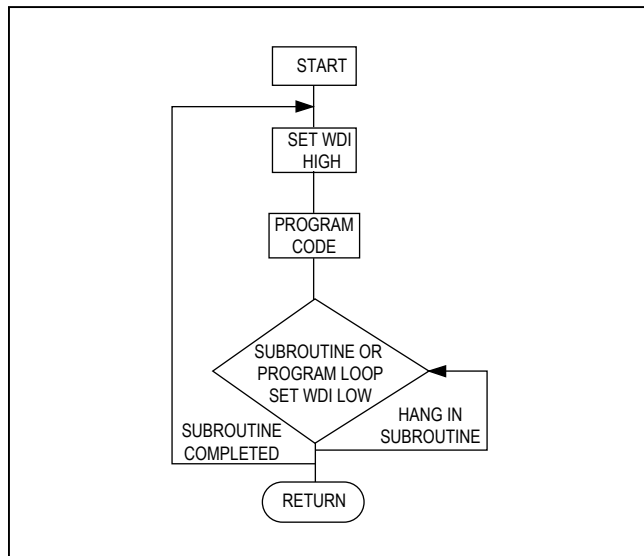 START
SET WDI
HIGH
PROGRAM
CODE
SUBROUTINE OR
PROGRAM LOOP
SET WDI LOW
SUBROUTINE
COMPLETED
HANG IN
SUBROUTINE
RETURN